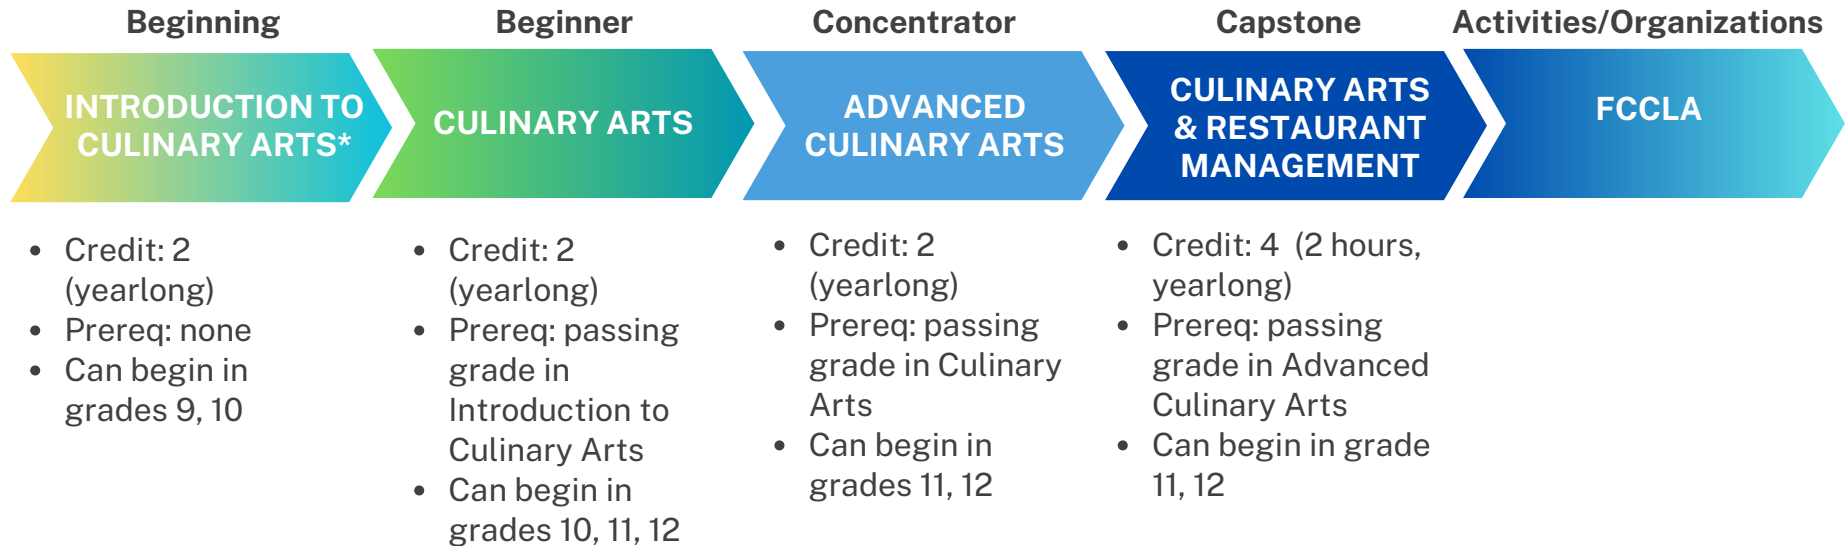 Beginning
INTRODUCTION TO
CULINARY ARTS*
• Credit: 2
(yearlong)
• Prereq: none
• Can begin in
grades 9, 10
Beginner
CULINARY ARTS
• Credit: 2
(yearlong)
• Prereq: passing
grade in
Introduction to
Culinary Arts
• Can begin in
grades 10, 11, 12
Concentrator
ADVANCED
CULINARY ARTS
• Credit: 2
(yearlong)
• Prereq: passing
grade in Culinary
Arts
• Can begin in
grades 11, 12
Capstone
CULINARY ARTS
& RESTAURANT
MANAGEMENT
• Credit: 4 (2 hours,
yearlong)
• Prereq: passing
grade in Advanced
Culinary Arts
• Can begin in grade
11, 12
Activities/Organizations
FCCLA